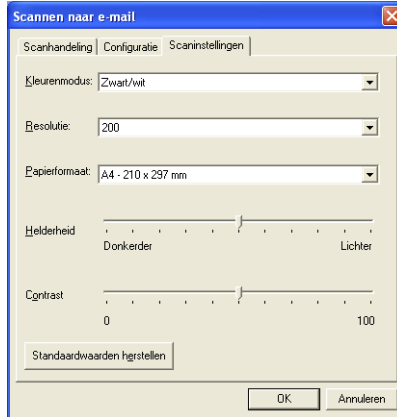 Scannen naar e-mail
Scanhandeling Configuratie Scaninstellingen
Kleurenmodus: Zwart/wit
Resolutie: 200
Papierformaat: A4 - 210 x 297 mm
Helderheid
Donkerder Lichter
Contrast
0 100
Standaardwaarden herstellen
OK Annuleren